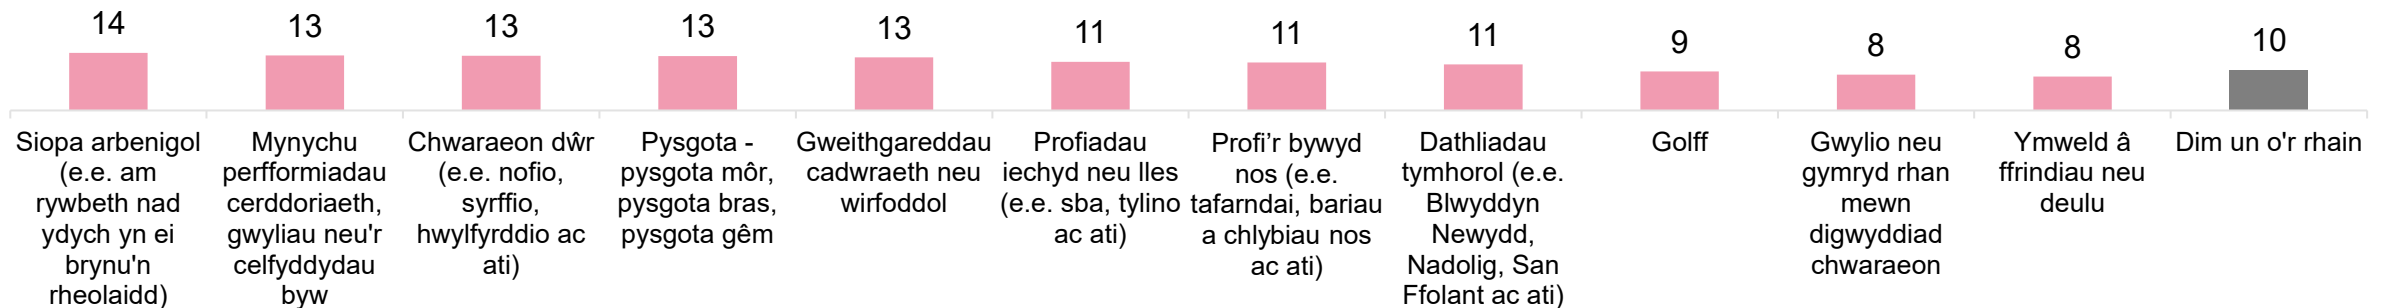 14
13
13
13
13
11
11
11
9
8
8
10
Siopa arbenigol
(e.e. am
rywbeth nad
ydych yn ei
brynu'n
rheolaidd)
Mynychu
perfformiadau
cerddoriaeth,
gwyliau neu'r
celfyddydau
byw
Chwaraeon dŵr
(e.e. nofio,
syrffio,
hwylfyrddio ac
ati)
Pysgota -
pysgota môr,
pysgota bras,
pysgota gêm
Gweithgareddau
cadwraeth neu
wirfoddol
Profiadau
iechyd neu lles
(e.e. sba, tylino
ac ati)
Profi’r bywyd
nos (e.e.
tafarndai, bariau
a chlybiau nos
ac ati)
Dathliadau
tymhorol (e.e.
Blwyddyn
Newydd,
Nadolig, San
Ffolant ac ati)
Golff
Gwylio neu
gymryd rhan
mewn
digwyddiad
chwaraeon
Ymweld â
ffrindiau neu
deulu
Dim un o'r rhain